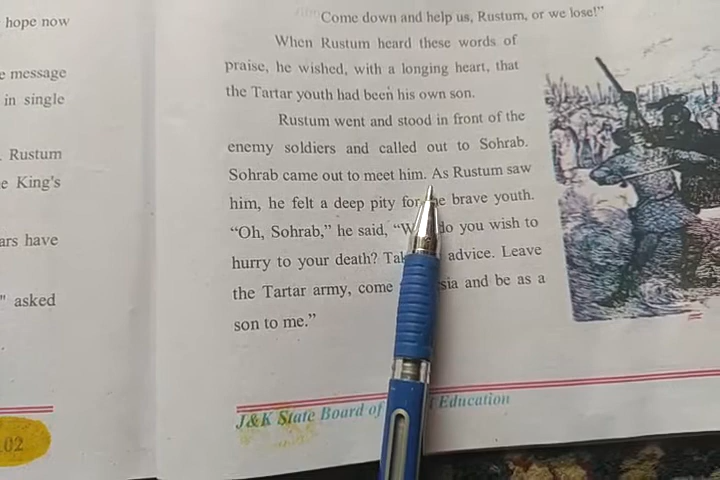 hope now
e message
in single
Rustum
e King's
ars have
" asked
02
Come down and help us, Rustum, or we lose!”
When Rustum heard these words of
praise, he wished, with a longing heart, that
the Tartar youth had been his own son.
Rustum went and stood in front of the
enemy soldiers and called out to Sohrab.
Sohrab came out to meet him. As Rustum saw
him, he felt a deep pity for brave youth.
“Oh, Sohrab,” he said, do you wish to
hurry to your death? advice. Leave
the Tartar army, come and be as a
son to me.”
J&K State Board of Education